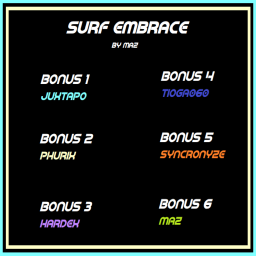 SURF EMBRACE
BY MAZ
BONUS 1
JUXTAPO
BONUS 2
PHURIX
BONUS 3
HARDEX
BONUS 4
TIOGA060
BONUS 5
SYNCRONYZE
BONUS 6
MAZ